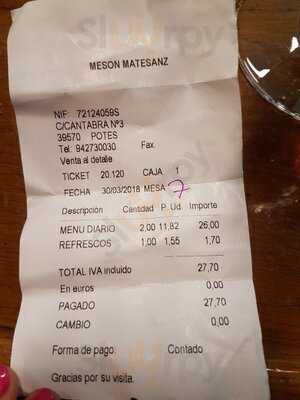 MESON MATESANZ
NIF 72124059S
C/CANTABRA Nº3
39570 POTES
Tel: 942730030 Fax.
Venta al detalle
TICKET 20.120 CAJA 1
FECHA 30/03/2018 MESA 7
Descripción Cantidad P. Ud. Importe
MENU DIARIO 2,00 11,82 26,00
REFRESCOS 1,00 1,55 1,70
TOTAL IVA incluido 27,70
En euros 0,00
PAGADO 27,70
CAMBIO 0,00
Forma de pago: Contado
Gracias por su visita.